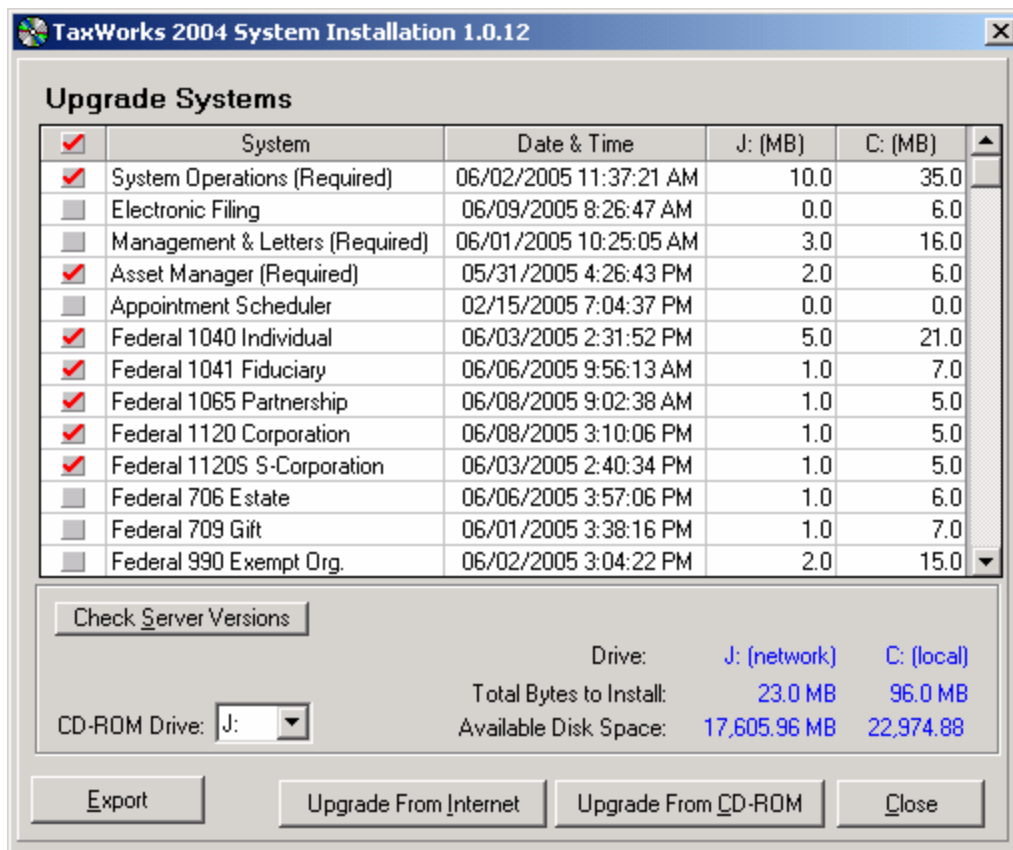 TaxWorks 2004 System Installation 1.0.12
Upgrade Systems
System Date & Time J: (MB) C: (MB)
System Operations (Required) 06/02/2005 11:37:21 AM 10.0 35.0
Electronic Filing 06/09/2005 8:26:47 AM 0.0 6.0
Management & Letters (Required) 06/01/2005 10:25:05 AM 3.0 16.0
Asset Manager (Required) 05/31/2005 4:26:43 PM 2.0 6.0
Appointment Scheduler 02/15/2005 7:04:37 PM 0.0 0.0
Federal 1040 Individual 06/03/2005 2:31:52 PM 5.0 21.0
Federal 1041 Fiduciary 06/06/2005 9:56:13 AM 1.0 7.0
Federal 1065 Partnership 06/08/2005 9:02:38 AM 1.0 5.0
Federal 1120 Corporation 06/08/2005 3:10:06 PM 1.0 5.0
Federal 1120S S-Corporation 06/03/2005 2:40:34 PM 1.0 5.0
Federal 706 Estate 06/06/2005 3:57:06 PM 1.0 6.0
Federal 709 Gift 06/01/2005 3:38:16 PM 1.0 7.0
Federal 990 Exempt Org. 06/02/2005 3:04:22 PM 2.0 15.0
Check Server Versions
Drive: J: (network) C: (local)
Total Bytes to Install: 23.0 MB 96.0 MB
CD-ROM Drive: J: Available Disk Space: 17,605.96 MB 22,974.88
Export Upgrade From Internet Upgrade From CD-ROM Close